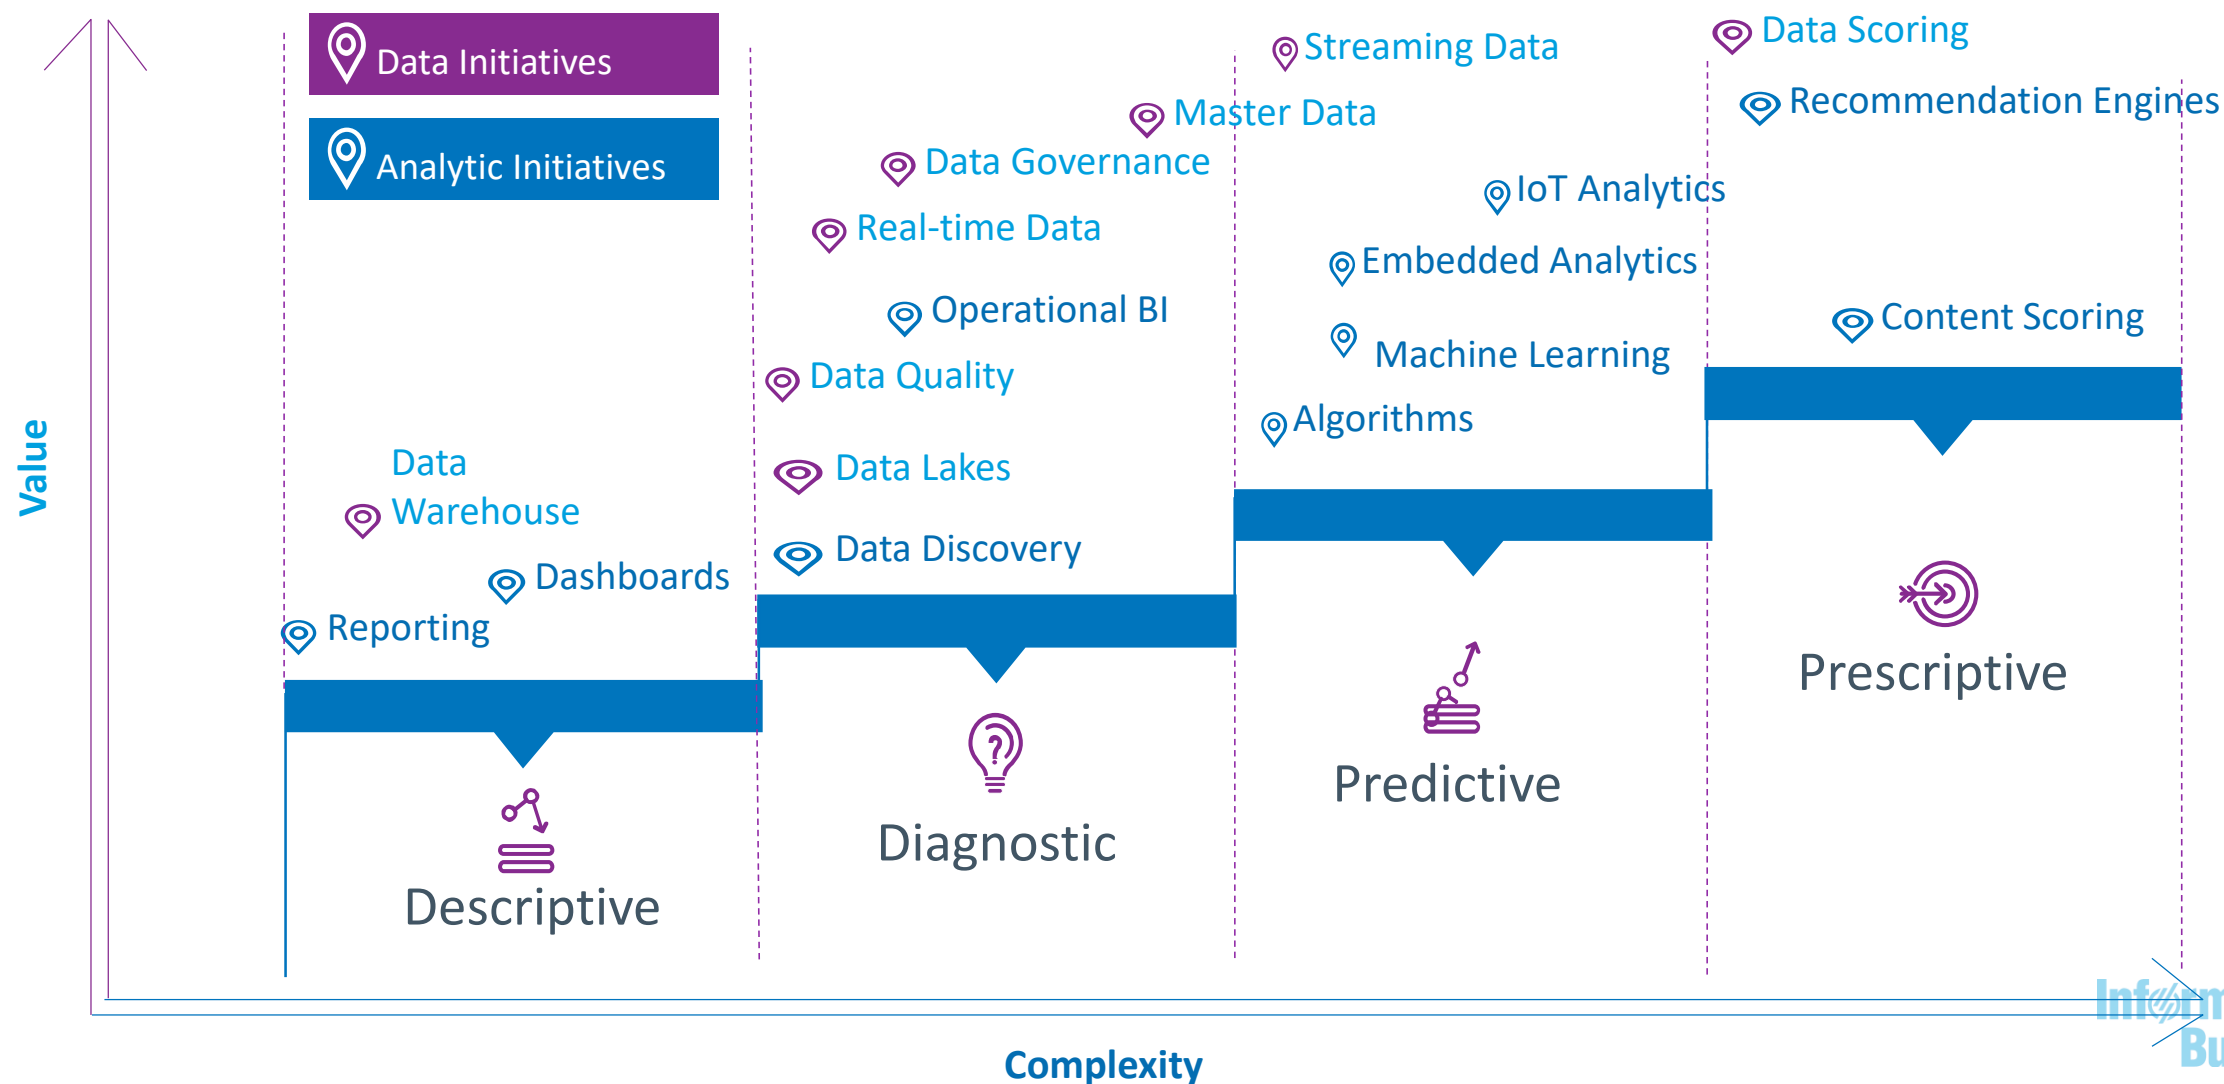 Data Initiatives
Analytic Initiatives
Streaming Data
Data Scoring
Master Data
Recommendation Engines
Data Governance
IoT Analytics
Real-time Data
Embedded Analytics
Operational BI
Content Scoring
Machine Learning
Data Quality
Algorithms
Value
Data
Warehouse
Data Lakes
Data Discovery
Dashboards
Reporting
Prescriptive
Predictive
Diagnostic
Descriptive
Complexity